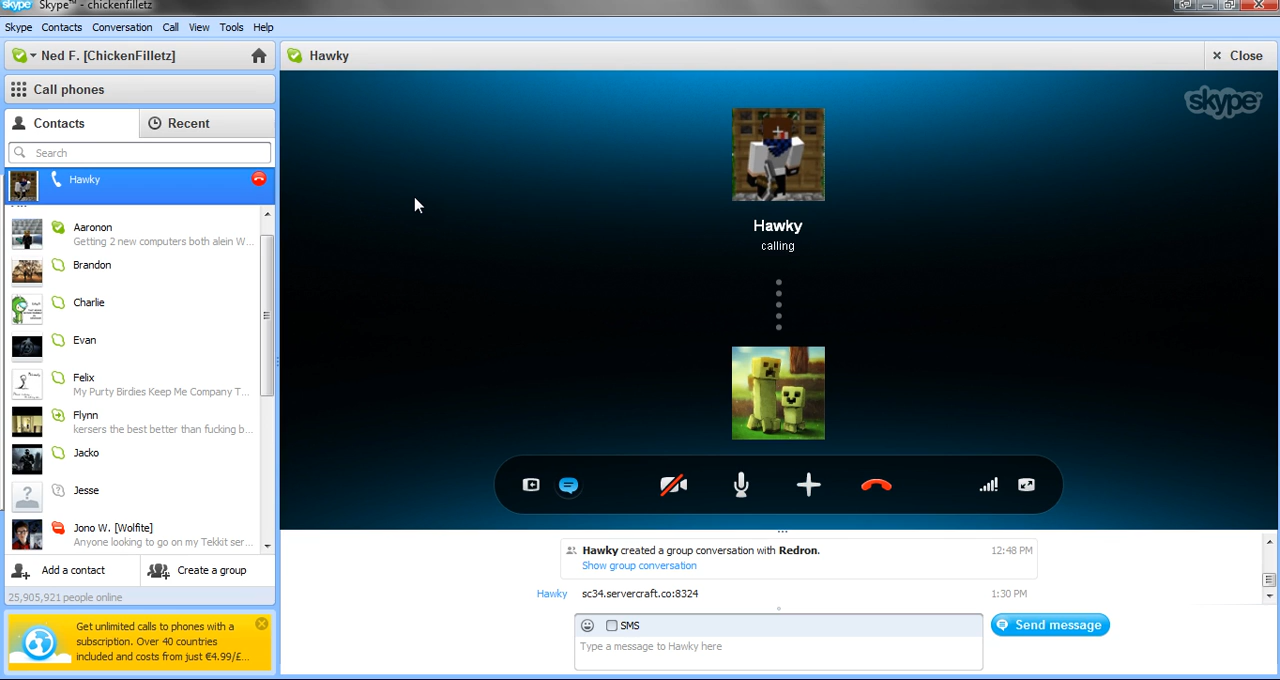 Skype™ - chickenfilletz
Skype Contacts Conversation Call View Tools Help
Ned F. [ChickenFilletz]
Hawky
Close
Call phones
Contacts
Recent
Search
Hawky
Aaronon
Getting 2 new computers both alein W...
Brandon
Charlie
Evan
Felix
My Purty Birdies Keep Me Company T...
Flynn
kersers the best better than fucking b...
Jacko
Jesse
Jono W. [Wolfite]
Anyone looking to go on my Tekkit ser...
Add a contact
Create a group
25,905,921 people online
Get unlimited calls to phones with a
subscription. Over 40 countries
included and costs from just €4.99/£...
skype
Hawky
calling
Hawky created a group conversation with Redron.
12:48 PM
Show group conversation
Hawky
sc34.servercraft.co:8324
1:30 PM
SMS
Type a message to Hawky here
Send message